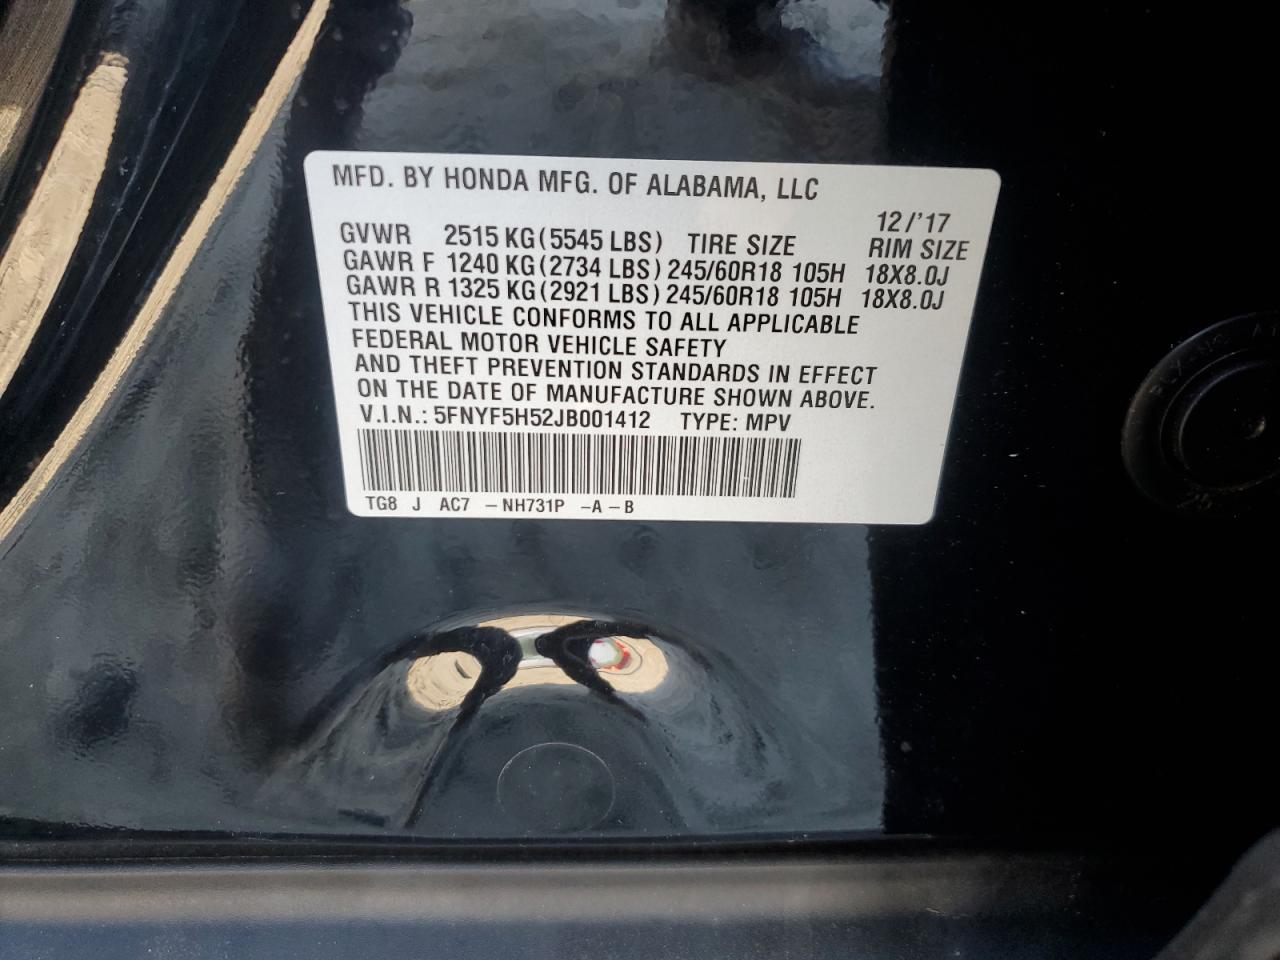 MFD. BY HONDA MFG. OF ALABAMA, LLC
12/'17
GVWR 2515 KG (5545 LBS) TIRE SIZE RIM SIZE
GAWR F 1240 KG (2734 LBS) 245/60R18 105H 18X8.0J
GAWR R 1325 KG (2921 LBS) 245/60R18 105H 18X8.0J
THIS VEHICLE CONFORMS TO ALL APPLICABLE
FEDERAL MOTOR VEHICLE SAFETY
AND THEFT PREVENTION STANDARDS IN EFFECT
ON THE DATE OF MANUFACTURE SHOWN ABOVE.
V.I.N.: 5FNYF5H52JB001412 TYPE: MPV
TG8 J AC7 – NH731P – A – B
25